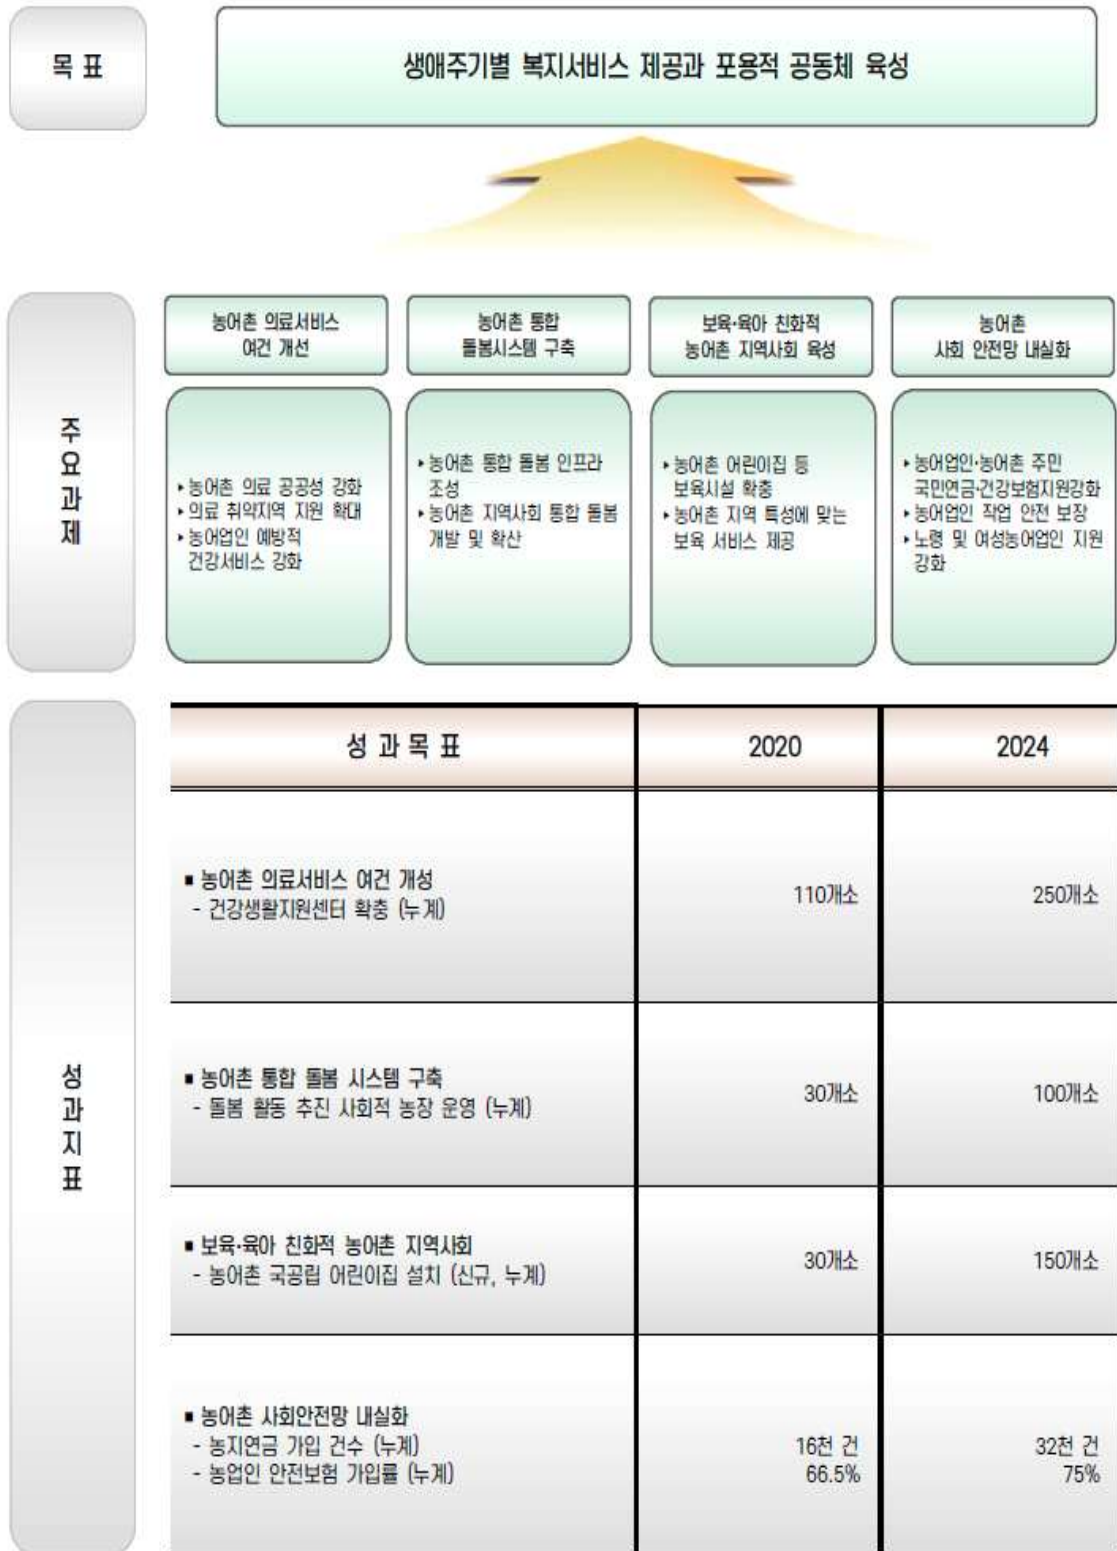 목 표
생애주기별 복지서비스 제공과 포용적 공동체 육성
주요과제
농어촌 의료서비스
여건 개선
▸농어촌 의료 공공성 강화
▸의료 취약지역 지원 확대
▸농어업인 예방적
건강서비스 강화
농어촌 통합
돌봄시스템 구축
▸농어촌 통합 돌봄 인프라
조성
▸농어촌 지역사회 통합 돌봄
개발 및 확산
보육·육아 친화적
농어촌 지역사회 육성
▸농어촌 어린이집 등
보육시설 확충
▸농어촌 지역 특성에 맞는
보육 서비스 제공
농어촌
사회 안전망 내실화
▸농어업인·농어촌 주민
국민연금·건강보험지원강화
▸농어업인 작업 안전 보장
▸노령 및 여성농어업인 지원
강화
성과지표
성 과 목 표 2020 2024
■ 농어촌 의료서비스 여건 개성
- 건강생활지원센터 확충 (누계) 110개소 250개소
■ 농어촌 통합 돌봄 시스템 구축
- 돌봄 활동 추진 사회적 농장 운영 (누계) 30개소 100개소
■ 보육·육아 친화적 농어촌 지역사회
- 농어촌 국공립 어린이집 설치 (신규, 누계) 30개소 150개소
■ 농어촌 사회안전망 내실화
- 농지연금 가입 건수 (누계) 16천 건 32천 건
- 농업인 안전보험 가입률 (누계) 66.5% 75%